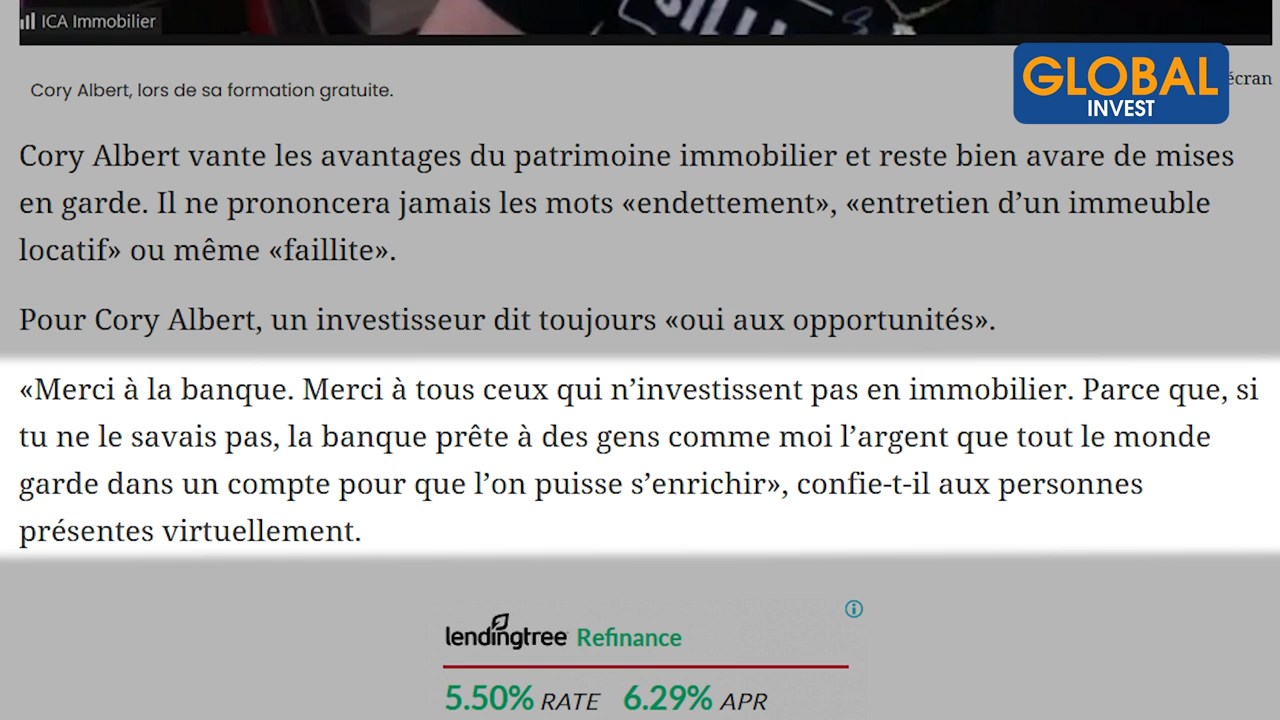 ICA Immobilier
GLOBAL
INVEST
écran
Cory Albert, lors de sa formation gratuite.
Cory Albert vante les avantages du patrimoine immobilier et reste bien avare de mises
en garde. Il ne prononcera jamais les mots «endettement», «entretien d’un immeuble
locatif» ou même «faillite».
Pour Cory Albert, un investisseur dit toujours «oui aux opportunités».
«Merci à la banque. Merci à tous ceux qui n’investissent pas en immobilier. Parce que, si
tu ne le savais pas, la banque prête à des gens comme moi l’argent que tout le monde
garde dans un compte pour que l’on puisse s’enrichir», confie-t-il aux personnes
présentes virtuellement.
lendingtree Refinance
5.50% RATE 6.29% APR